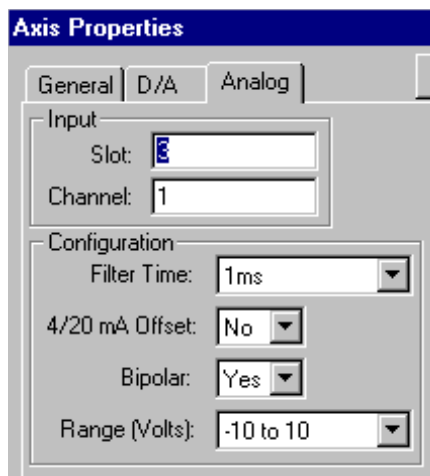 Axis Properties
General D/A Analog
Input
Slot: 3
Channel: 1
Configuration
Filter Time: 1ms
4/20 mA Offset: No
Bipolar: Yes
Range (Volts): -10 to 10